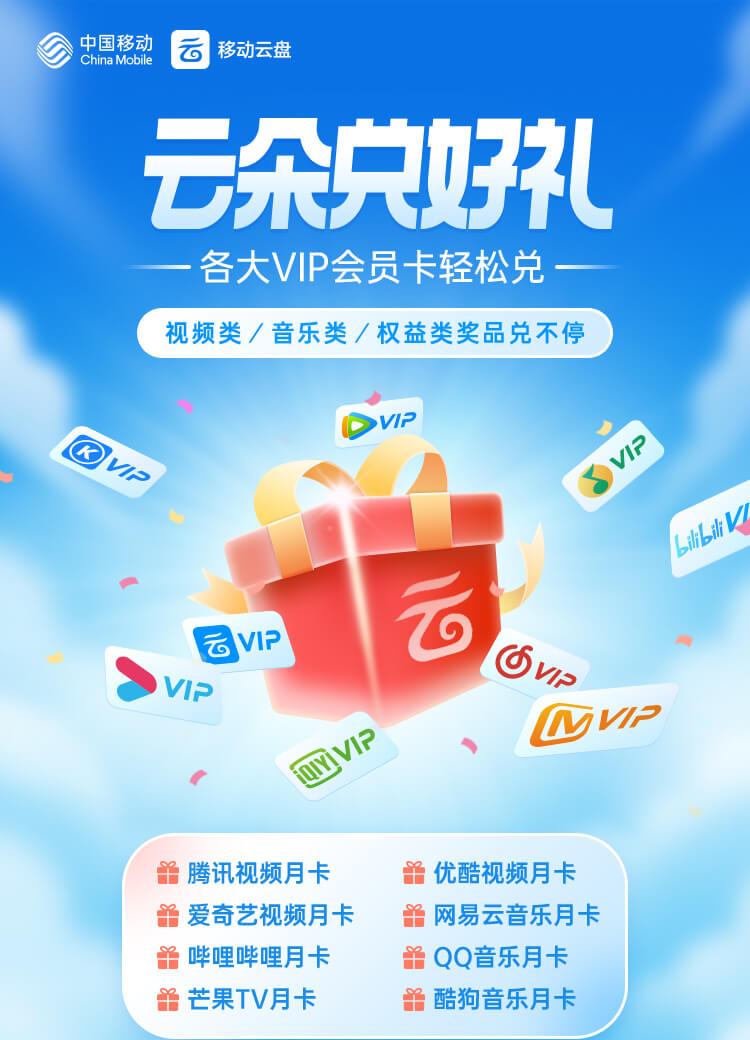 中国移动
China Mobile
移动云盘
云朵兑好礼
各大VIP会员卡轻松兑
视频类/音乐类/权益类奖品兑不停
VIP
K VIP
VIP
bilibili VI
云 VIP
云
VIP
VIP
VIP
iQIYI VIP
腾讯视频月卡
优酷视频月卡
爱奇艺视频月卡
网易云音乐月卡
哔哩哔哩月卡
QQ音乐月卡
芒果TV月卡
酷狗音乐月卡